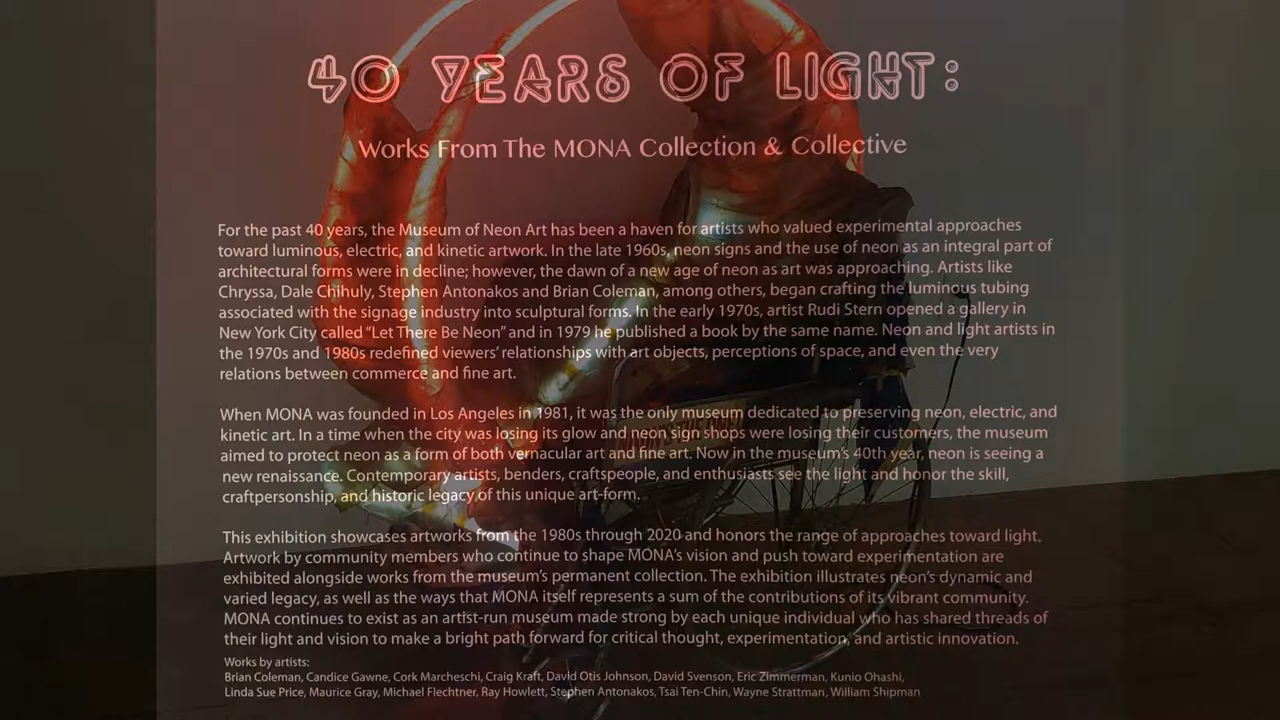 40 YEARS OF LIGHT:
Works From The MONA Collection & Collective
For the past 40 years, the Museum of Neon Art has been a haven for artists who valued experimental approaches
toward luminous, electric, and kinetic artwork. In the late 1960s, neon signs and the use of neon as an integral part of
architectural forms were in decline; however, the dawn of a new age of neon as art was approaching. Artists like
Chryssa, Dale Chihuly, Stephen Antonakos and Brian Coleman, among others, began crafting the luminous tubing
associated with the signage industry into sculptural forms. In the early 1970s, artist Rudi Stern opened a gallery in
New York City called “Let There Be Neon” and in 1979 he published a book by the same name. Neon and light artists in
the 1970s and 1980s redefined viewers’ relationships with art objects, perceptions of space, and even the very
relations between commerce and fine art.
When MONA was founded in Los Angeles in 1981, it was the only museum dedicated to preserving neon, electric, and
kinetic art. In a time when the city was losing its glow and neon sign shops were losing their customers, the museum
aimed to protect neon as a form of both vernacular art and fine art. Now in the museum’s 40th year, neon is seeing a
new renaissance. Contemporary artists, benders, craftspeople, and enthusiasts see the light and honor the skill,
craftpersonship, and historic legacy of this unique art-form.
This exhibition showcases artworks from the 1980s through 2020 and honors the range of approaches toward light.
Artwork by community members who continue to shape MONA’s vision and push toward experimentation are
exhibited alongside works from the museum’s permanent collection. The exhibition illustrates neon’s dynamic and
varied legacy, as well as the ways that MONA itself represents a sum of the contributions of its vibrant community.
MONA continues to exist as an artist-run museum made strong by each unique individual who has shared threads of
their light and vision to make a bright path forward for critical thought, experimentation, and artistic innovation.
Works by artists:
Brian Coleman, Candice Gawne, Cork Marcheschi, Craig Kraft, David Otis Johnson, David Svenson, Eric Zimmerman, Kunio Ohashi,
Linda Sue Price, Maurice Gray, Michael Flechtner, Ray Howlett, Stephen Antonakos, Tsai Ten-Chin, Wayne Strattman, William Shipman